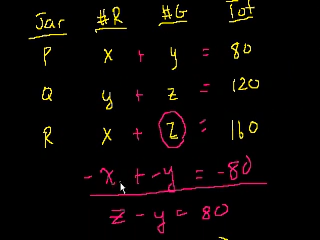 Jar #R #G Tot
P x + y = 80
Q y + z = 120
R x + z = 160
-x + -y = -80
z - y = 80